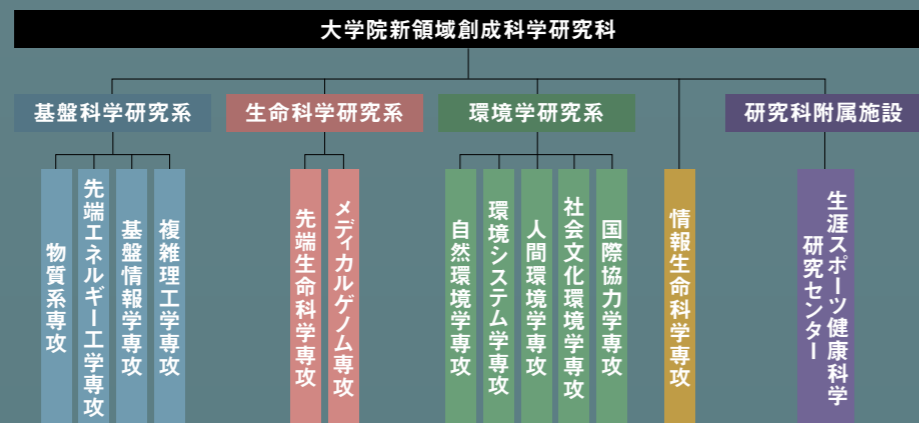 大学院新領域創成科学研究科
基盤科学研究系
生命科学研究系
環境学研究系
研究科附属施設
物質系専攻
先端エネルギー工学専攻
基盤情報学専攻
複雑理工学専攻
先端生命科学専攻
メディカルゲノム専攻
自然環境学専攻
環境システム学専攻
人間環境学専攻
社会文化環境学専攻
国際協力学専攻
情報生命科学専攻
生涯スポーツ健康科学
研究センター